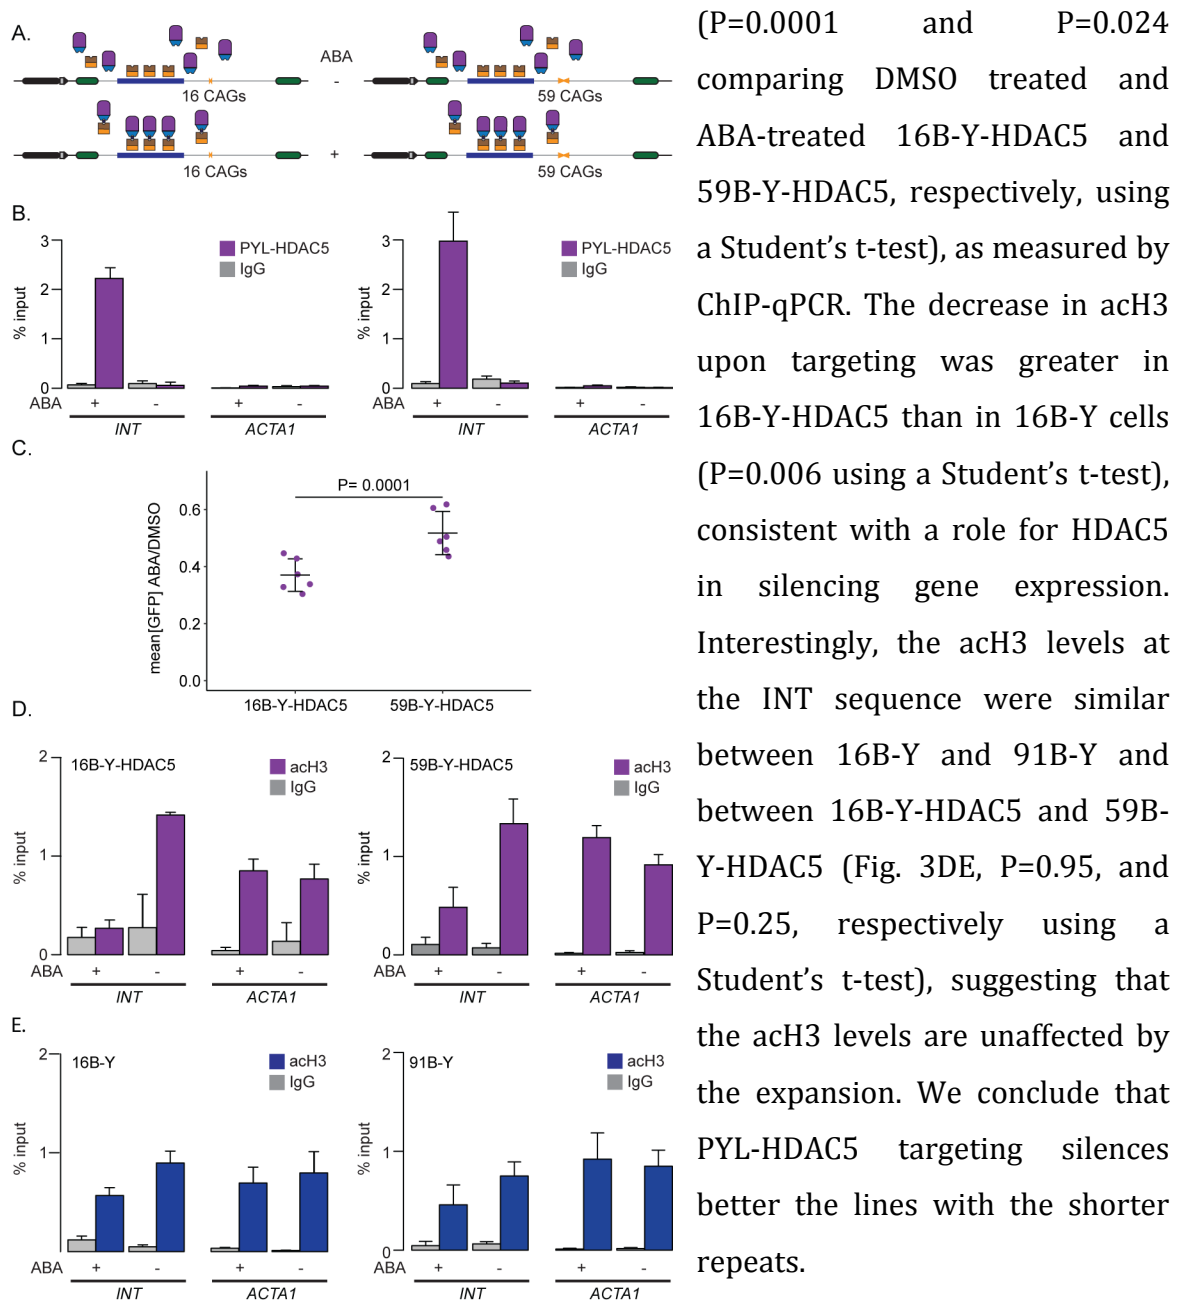 A.
ABA
-
16 CAGs
59 CAGs
+
16 CAGs
59 CAGs
B.
3
2
1
0
% input
PYL-HDAC5
IgG
ABA
+
-
+
-
INT
ACTA1
3
2
1
0
% input
PYL-HDAC5
IgG
ABA
+
-
+
-
INT
ACTA1
C.
P= 0.0001
0.6
0.4
0.2
0.0
mean[GFP] ABA/DMSO
16B-Y-HDAC5
59B-Y-HDAC5
D.
2
1
0
% input
16B-Y-HDAC5
acH3
IgG
ABA
+
-
+
-
INT
ACTA1
2
1
0
% input
59B-Y-HDAC5
acH3
IgG
ABA
+
-
+
-
INT
ACTA1
E.
2
1
0
% input
16B-Y
acH3
IgG
ABA
+
-
+
-
INT
ACTA1
2
1
0
% input
91B-Y
acH3
IgG
ABA
+
-
+
-
INT
ACTA1
(P=0.0001 and P=0.024
comparing DMSO treated and
ABA-treated 16B-Y-HDAC5 and
59B-Y-HDAC5, respectively, using
a Student’s t-test), as measured by
ChIP-qPCR. The decrease in acH3
upon targeting was greater in
16B-Y-HDAC5 than in 16B-Y cells
(P=0.006 using a Student’s t-test),
consistent with a role for HDAC5
in silencing gene expression.
Interestingly, the acH3 levels at
the INT sequence were similar
between 16B-Y and 91B-Y and
between 16B-Y-HDAC5 and 59B-
Y-HDAC5 (Fig. 3DE, P=0.95, and
P=0.25, respectively using a
Student’s t-test), suggesting that
the acH3 levels are unaffected by
the expansion. We conclude that
PYL-HDAC5 targeting silences
better the lines with the shorter
repeats.